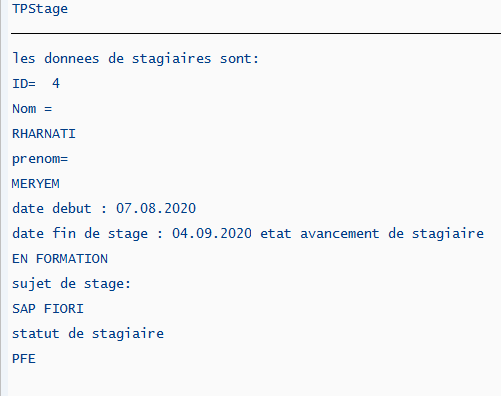 TPStage
les donnees de stagiaires sont:
ID=  4
Nom =
RHARNATI
prenom=
MERYEM
date debut : 07.08.2020
date fin de stage : 04.09.2020 etat avancement de stagiaire
EN FORMATION
sujet de stage:
SAP FIORI
statut de stagiaire
PFE